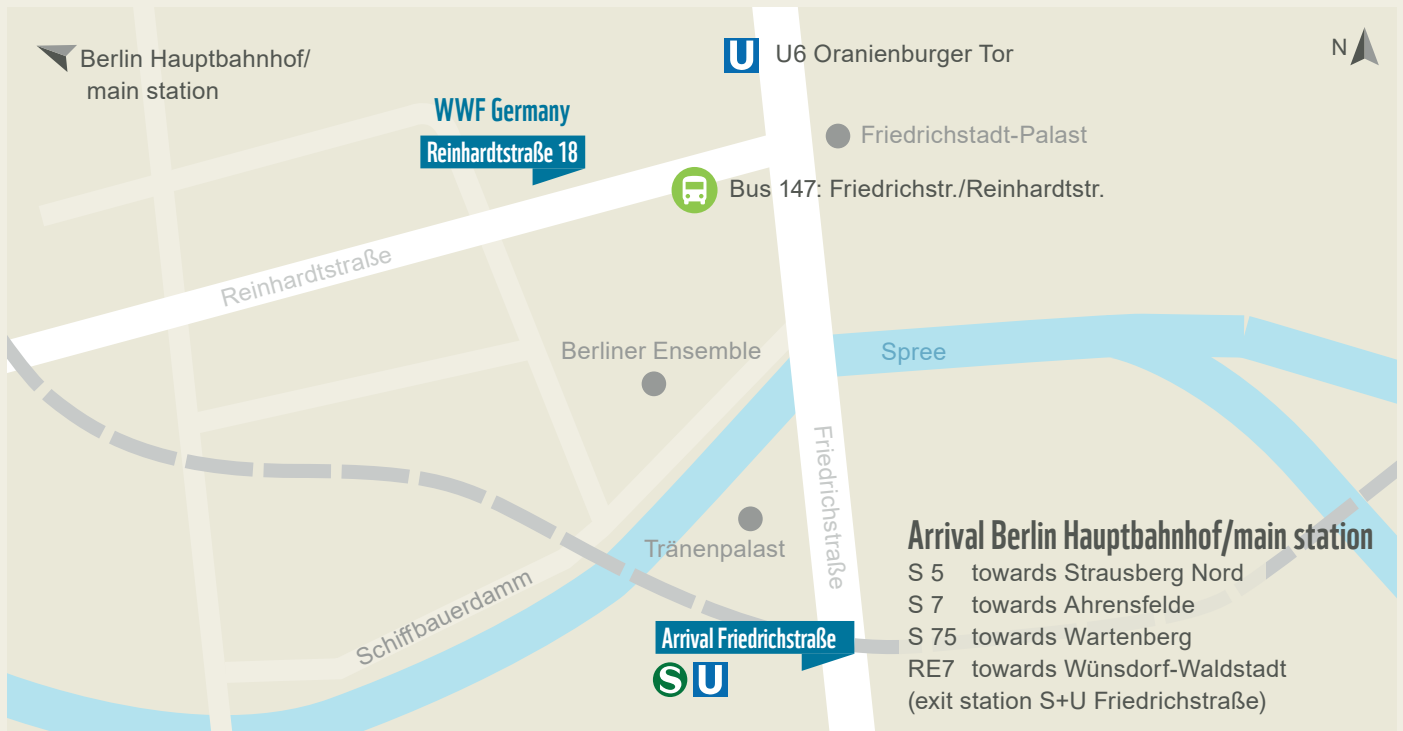 Berlin Hauptbahnhof/
main station
U
U6 Oranienburger Tor
N
WWF Germany
Reinhardtstraße 18
Friedrichstadt-Palast
Bus 147: Friedrichstr./Reinhardtstr.
Reinhardtstraße
Berliner Ensemble
Spree
Friedrichstraße
Tränenpalast
Schiffbauerdamm
Arrival Friedrichstraße
S U
Arrival Berlin Hauptbahnhof/main station
S 5 towards Strausberg Nord
S 7 towards Ahrensfelde
S 75 towards Wartenberg
RE7 towards Wünsdorf-Waldstadt
(exit station S+U Friedrichstraße)